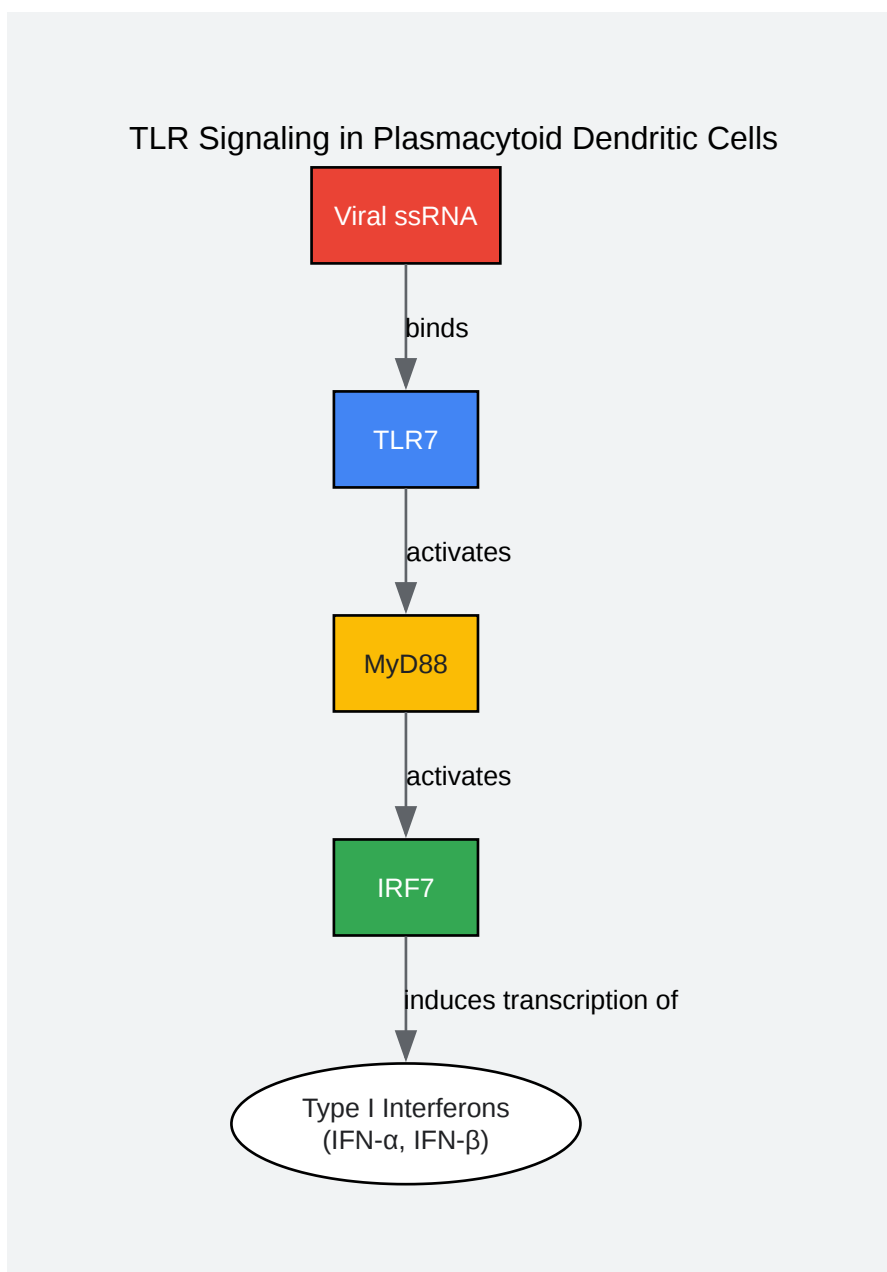 TLR Signaling in Plasmacytoid Dendritic Cells
Viral ssRNA
binds
TLR7
activates
MyD88
activates
IRF7
induces transcription of
Type I Interferons
(IFN-α, IFN-β)